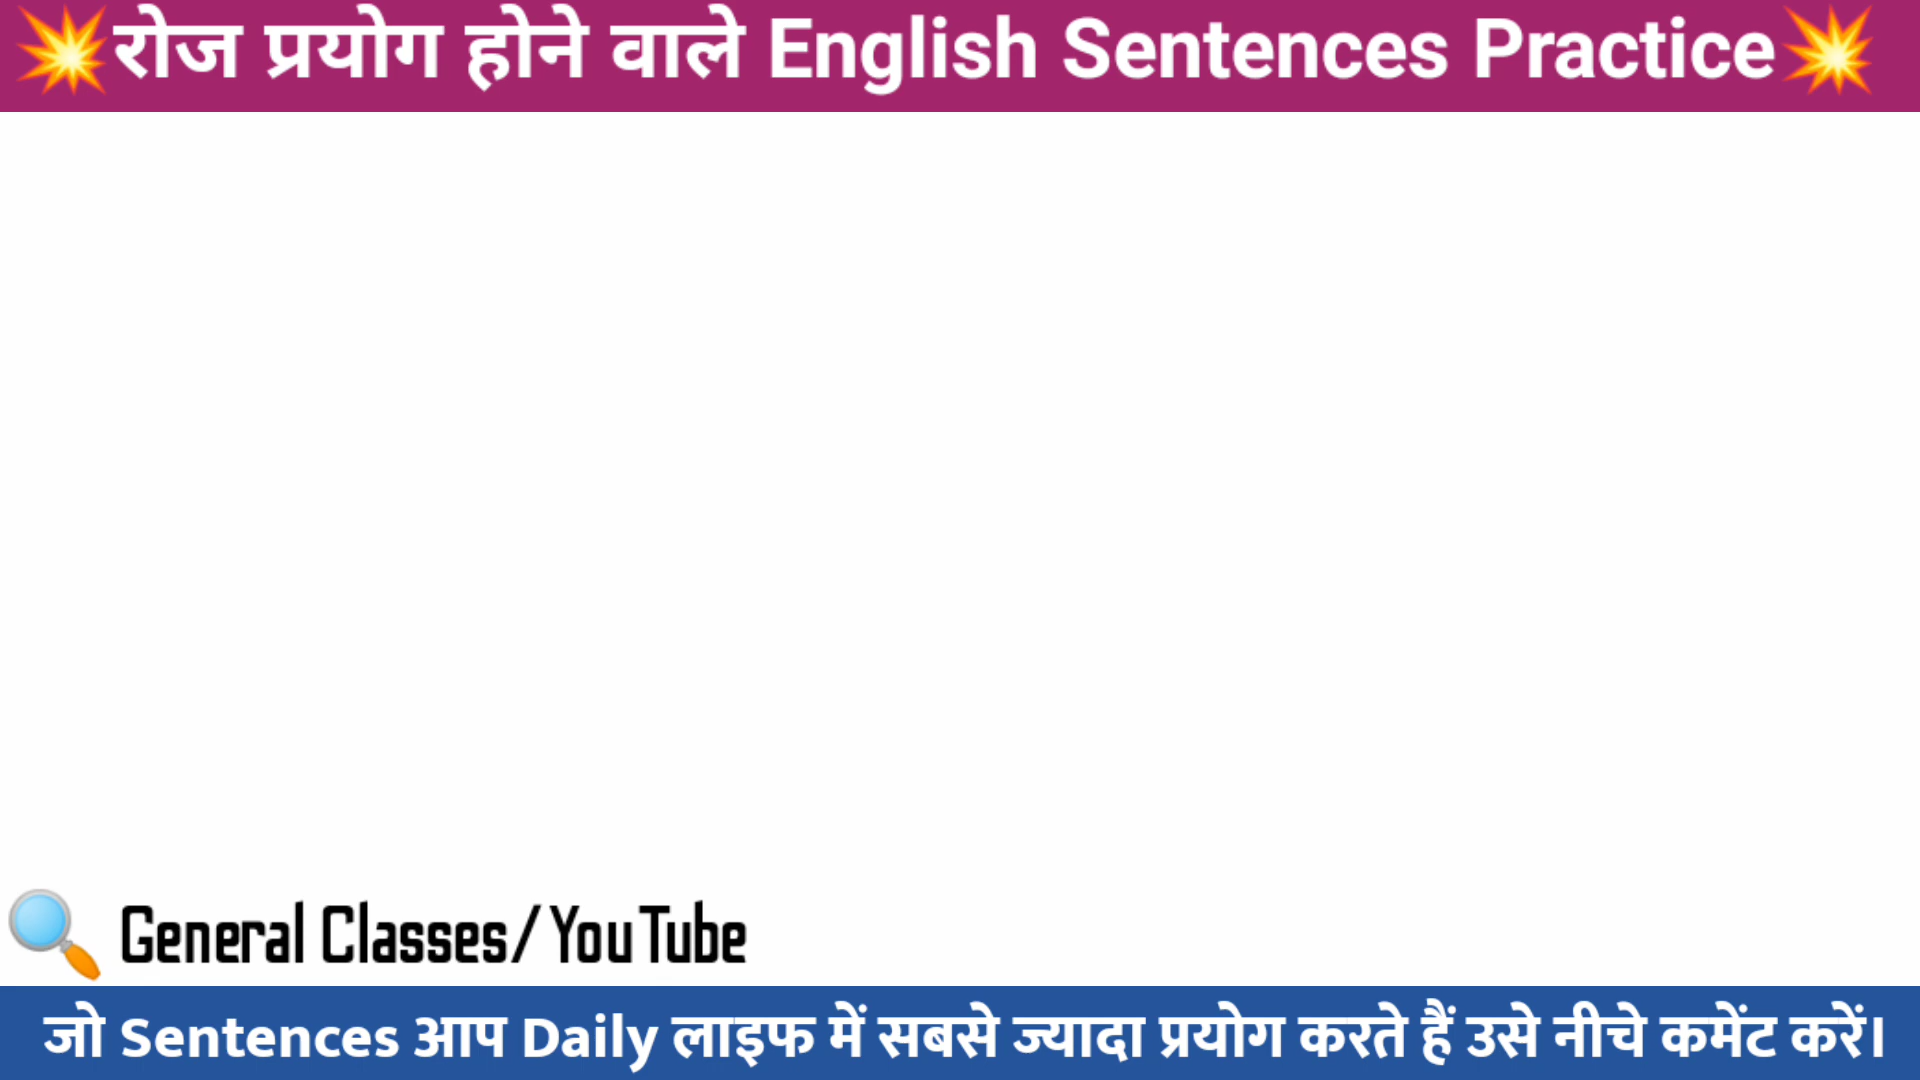 💥रोज प्रयोग होने वाले English Sentences Practice💥
🔍 General Classes/YouTube
जो Sentences आप Daily लाइफ में सबसे ज्यादा प्रयोग करते हैं उसे नीचे कमेंट करें।